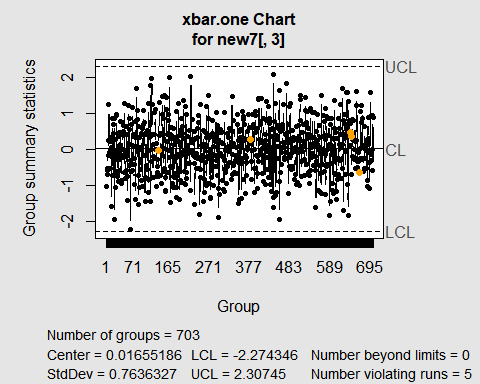 xbar.one Chart
for new7[, 3]
Group summary statistics
2
1
0
-1
-2
UCL
CL
LCL
1 71 165 271 377 483 589 695
Group
Number of groups = 703
Center = 0.01655186 LCL = -2.274346 Number beyond limits = 0
StdDev = 0.7636327 UCL = 2.30745 Number violating runs = 5